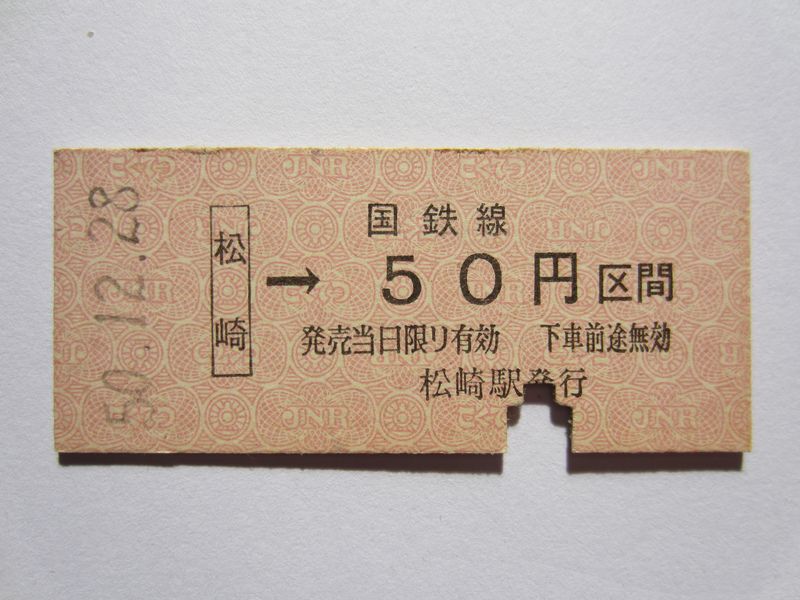 50.12.28
松崎
国鉄線
→ 50円区間
発売当日限り有効 下車前途無効
松崎駅発行